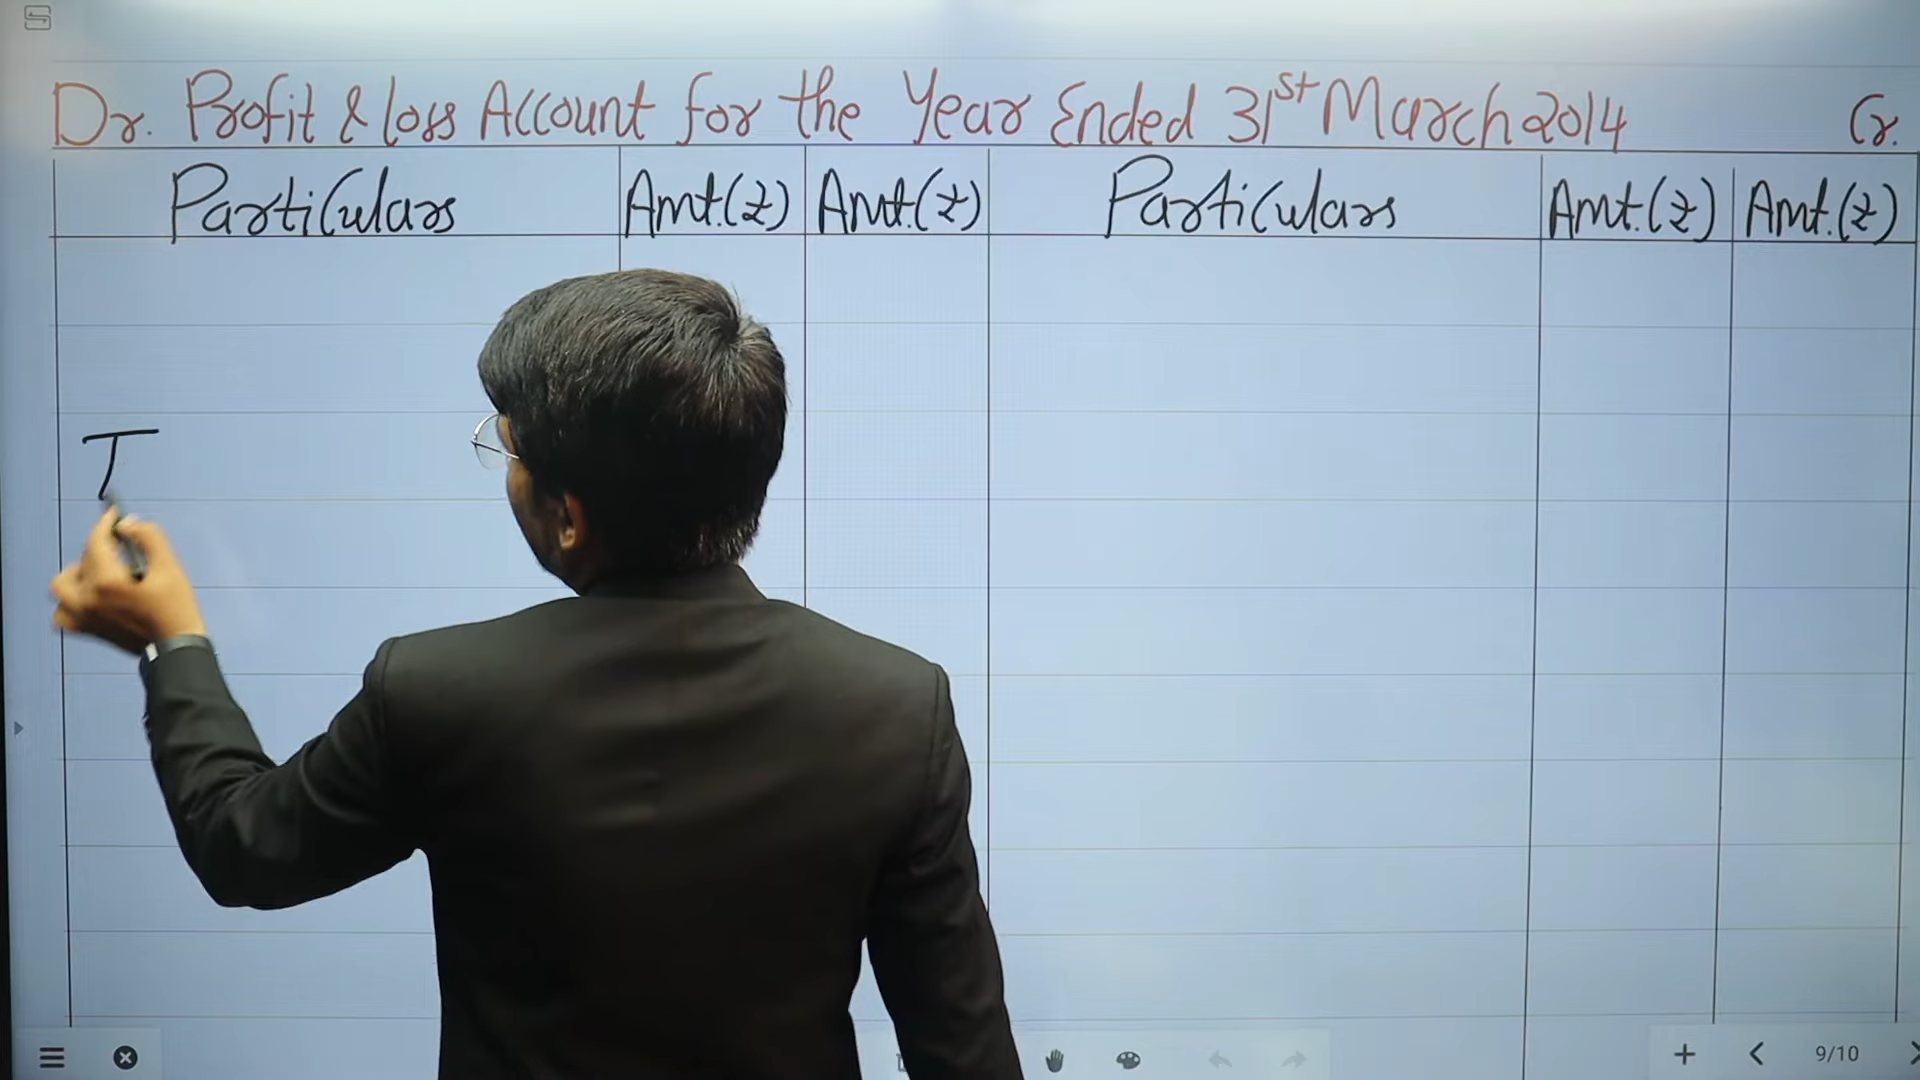 Dr. Profit & loss Account for the Year Ended 31st March 2014 Cr.
Particulars Amt.(₹) Amt.(₹) Particulars Amt.(₹) Amt.(₹)
T
9/10